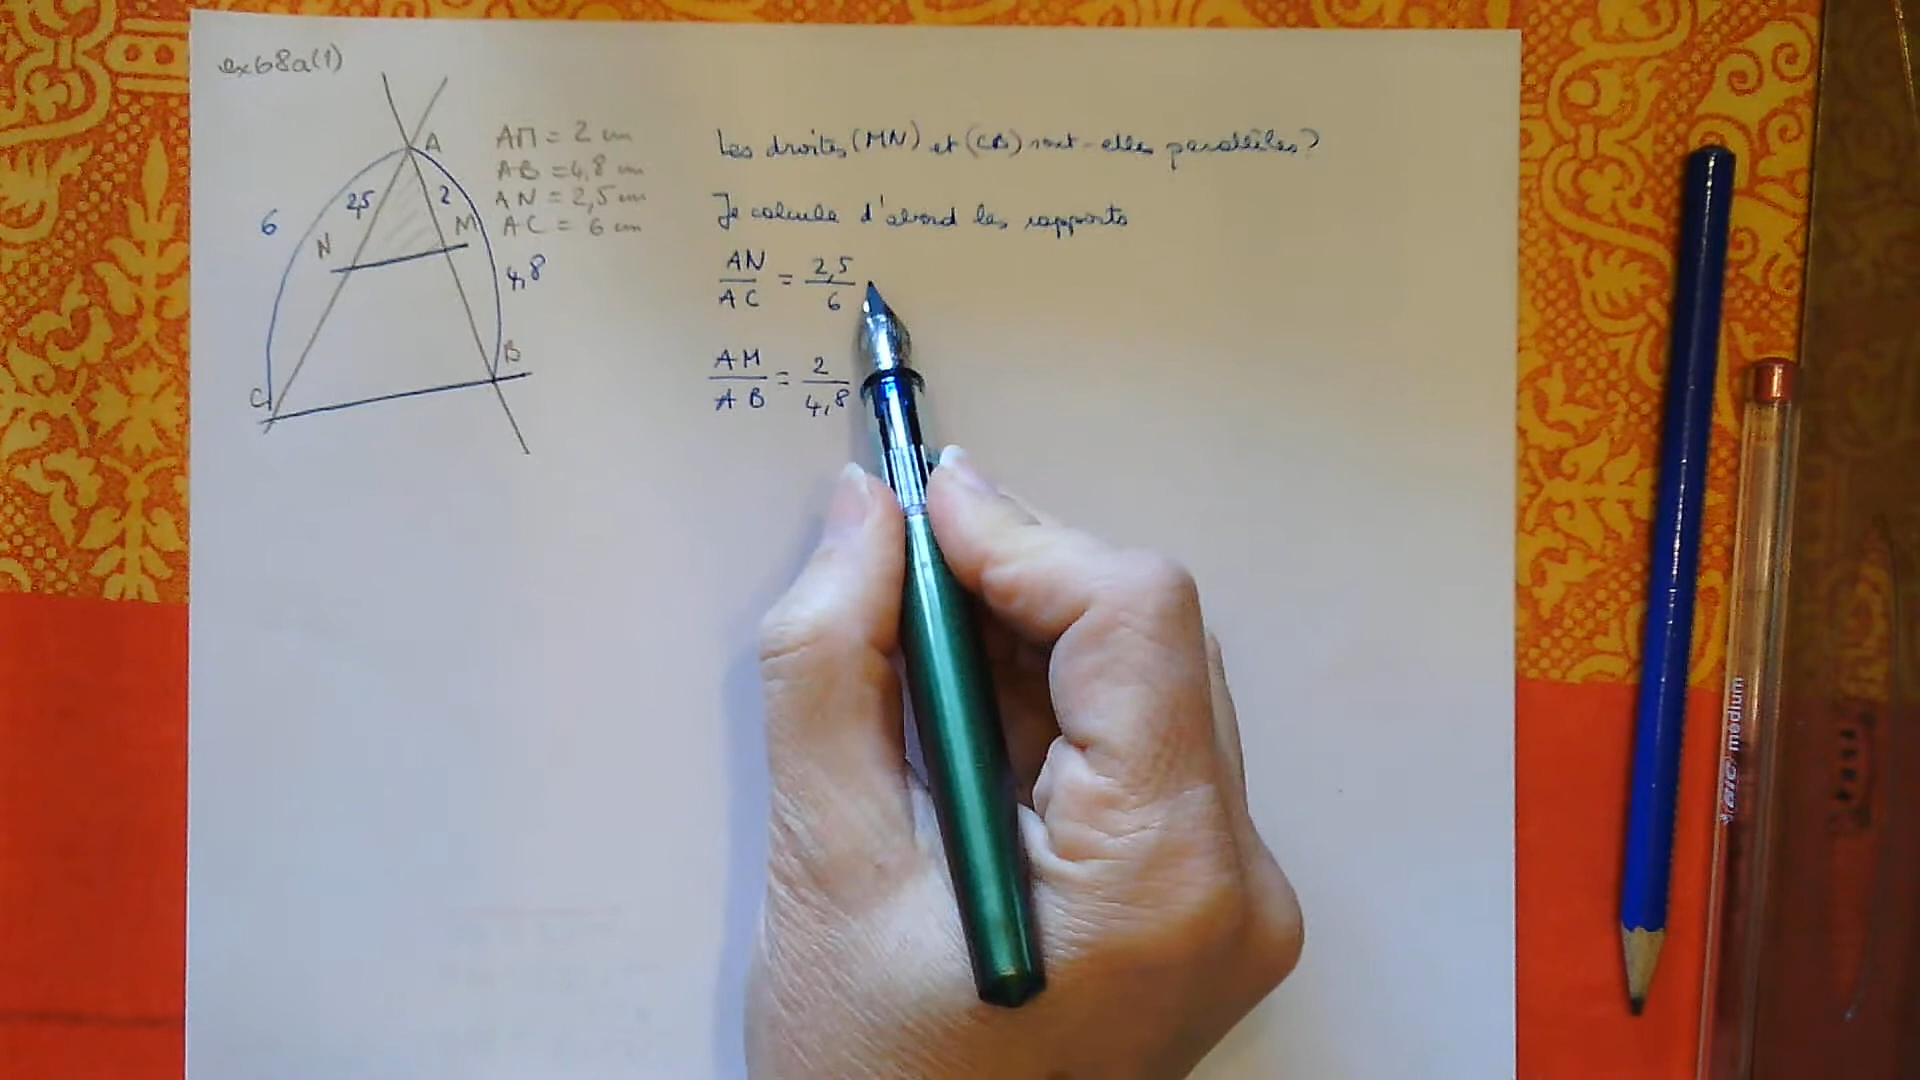 ex68a(1)
A
AM = 2 cm
AB = 4,8 cm
AN = 2,5 cm
AC = 6 cm
6
2,5
2
N
M
4,8
B
C
Les droites (MN) et (CB) sont-elles parallèles ?
Je calcule d'abord les rapports
AN/AC = 2,5/6
AM/AB = 2/4,8
BIC medium